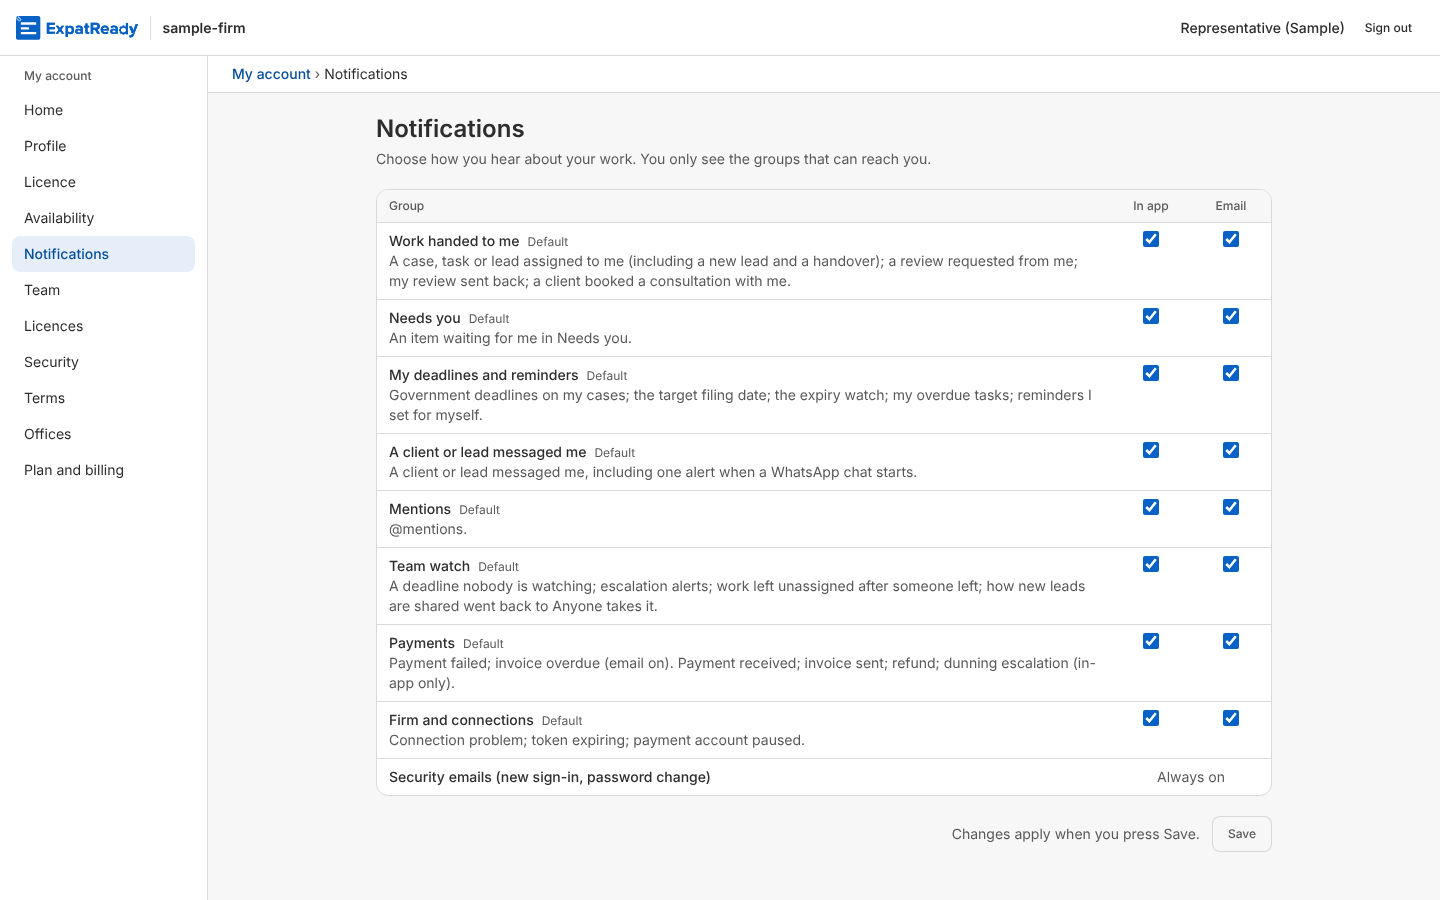 ExpatReady
sample-firm
Representative (Sample)
Sign out
My account
Home
Profile
Licence
Availability
Notifications
Team
Licences
Security
Terms
Offices
Plan and billing
My account › Notifications
Notifications
Choose how you hear about your work. You only see the groups that can reach you.
Group In app Email
Work handed to me Default
A case, task or lead assigned to me (including a new lead and a handover); a review requested from me;
my review sent back; a client booked a consultation with me.
Needs you Default
An item waiting for me in Needs you.
My deadlines and reminders Default
Government deadlines on my cases; the target filing date; the expiry watch; my overdue tasks; reminders I
set for myself.
A client or lead messaged me Default
A client or lead messaged me, including one alert when a WhatsApp chat starts.
Mentions Default
@mentions.
Team watch Default
A deadline nobody is watching; escalation alerts; work left unassigned after someone left; how new leads
are shared went back to Anyone takes it.
Payments Default
Payment failed; invoice overdue (email on). Payment received; invoice sent; refund; dunning escalation (in-
app only).
Firm and connections Default
Connection problem; token expiring; payment account paused.
Security emails (new sign-in, password change) Always on
Changes apply when you press Save.
Save